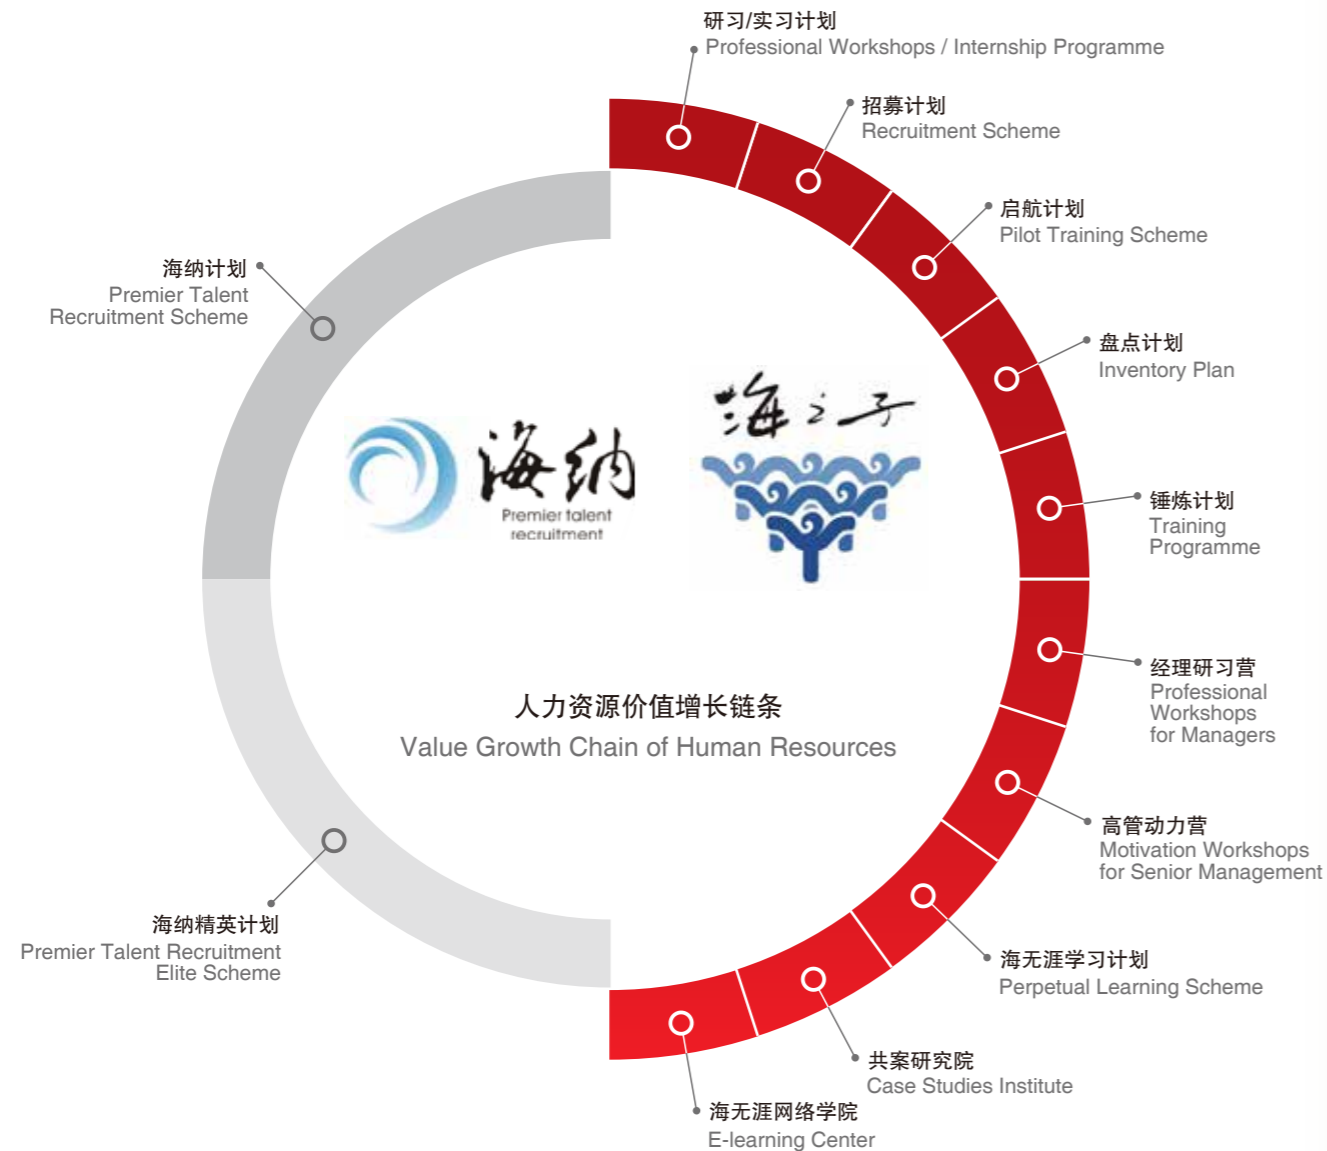 研习/实习计划
Professional Workshops / Internship Programme
招募计划
Recruitment Scheme
启航计划
Pilot Training Scheme
海纳计划
Premier Talent
Recruitment Scheme
盘点计划
Inventory Plan
海之子
海纳
Premier talent
recruitment
锤炼计划
Training
Programme
经理研习营
Professional
Workshops
for Managers
人力资源价值增长链条
Value Growth Chain of Human Resources
高管动力营
Motivation Workshops
for Senior Management
海纳精英计划
Premier Talent Recruitment
Elite Scheme
海无涯学习计划
Perpetual Learning Scheme
共案研究院
Case Studies Institute
海无涯网络学院
E-learning Center